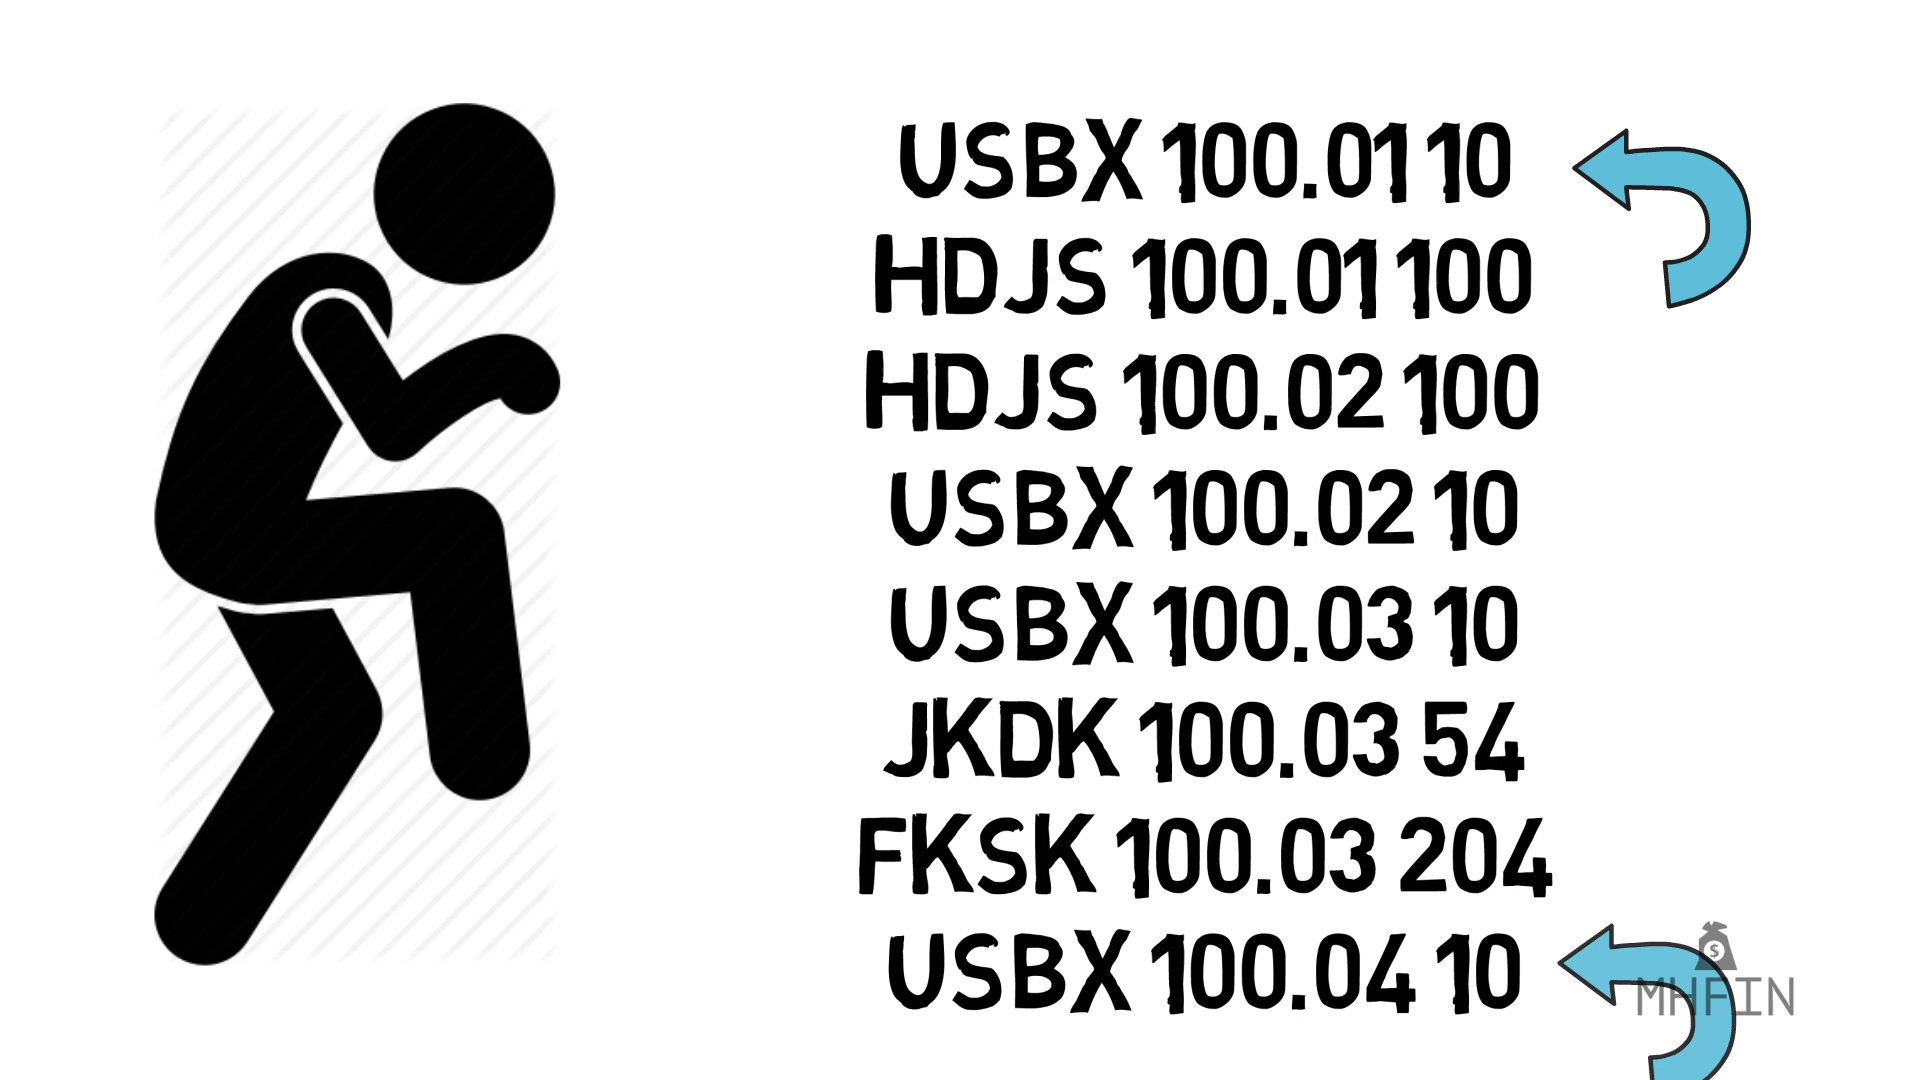 USBX 100.01 10
HDJS 100.01 100
HDJS 100.02 100
USBX 100.02 10
USBX 100.03 10
JKDK 100.03 54
FKSK 100.03 204
USBX 100.04 10
$
MHFIN